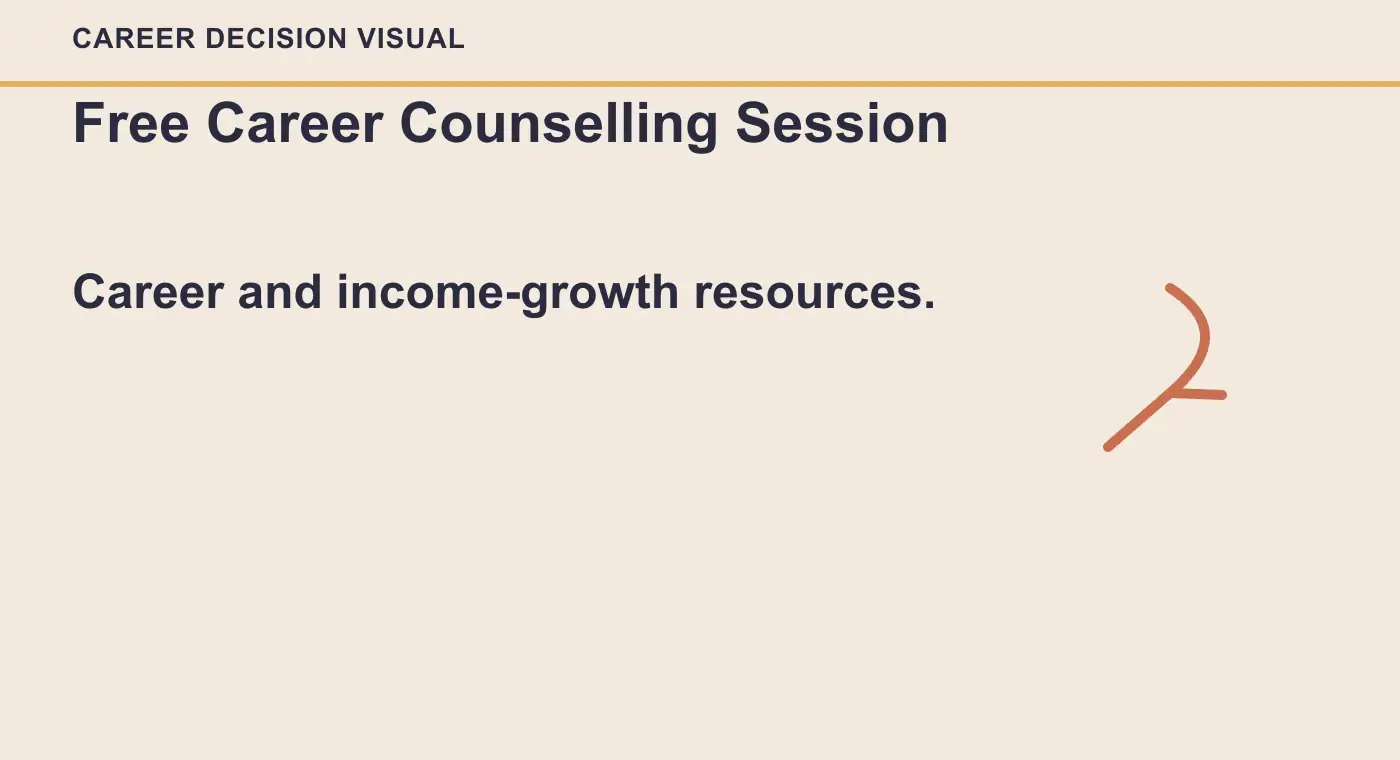 CAREER DECISION VISUAL
Free Career Counselling Session
Career and income-growth resources.